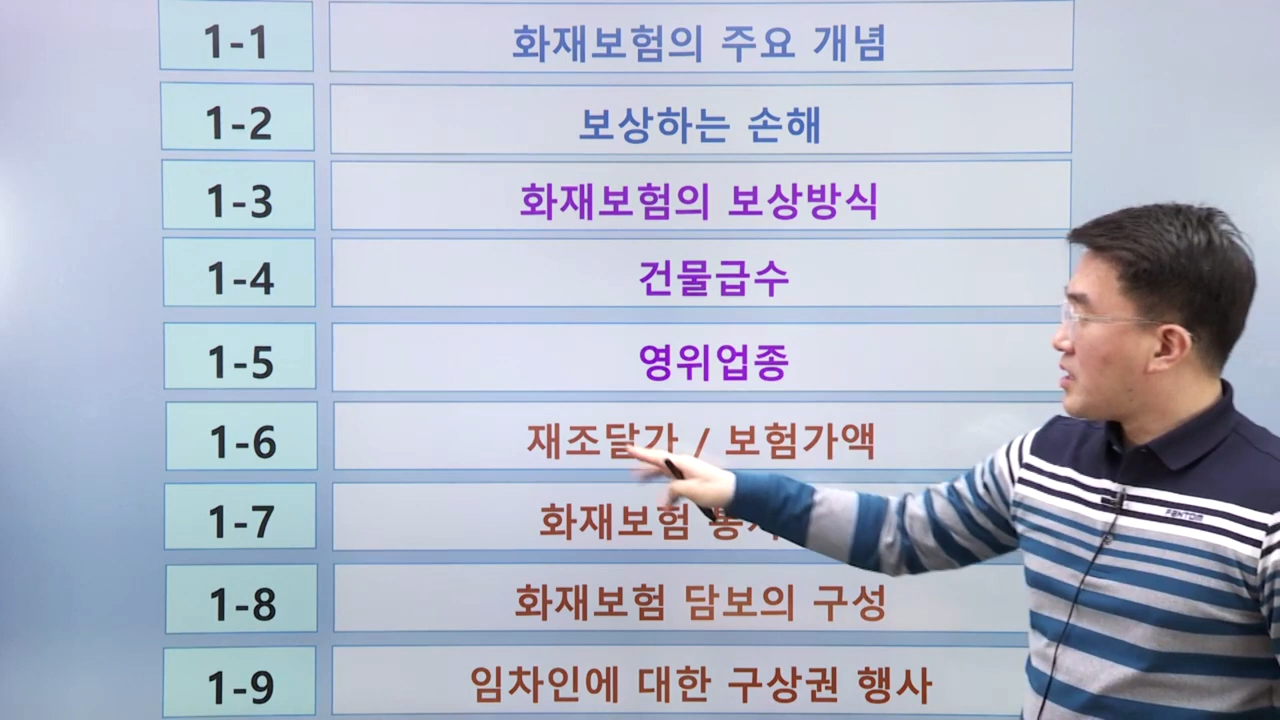 1-1 화재보험의 주요 개념
1-2 보상하는 손해
1-3 화재보험의 보상방식
1-4 건물급수
1-5 영위업종
1-6 재조달가 / 보험가액
1-7 화재보험
1-8 화재보험 담보의 구성
1-9 임차인에 대한 구상권 행사
FANTOM